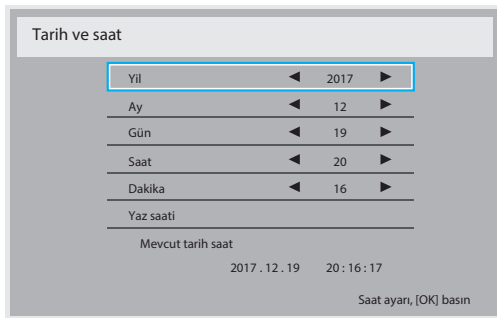 Tarih ve saat
Yil ◀ 2017 ▶
Ay ◀ 12 ▶
Gün ◀ 19 ▶
Saat ◀ 20 ▶
Dakika ◀ 16 ▶
Yaz saati
Mevcut tarih saat
2017 . 12 . 19 20 : 16 : 17
Saat ayarı, [OK] basın